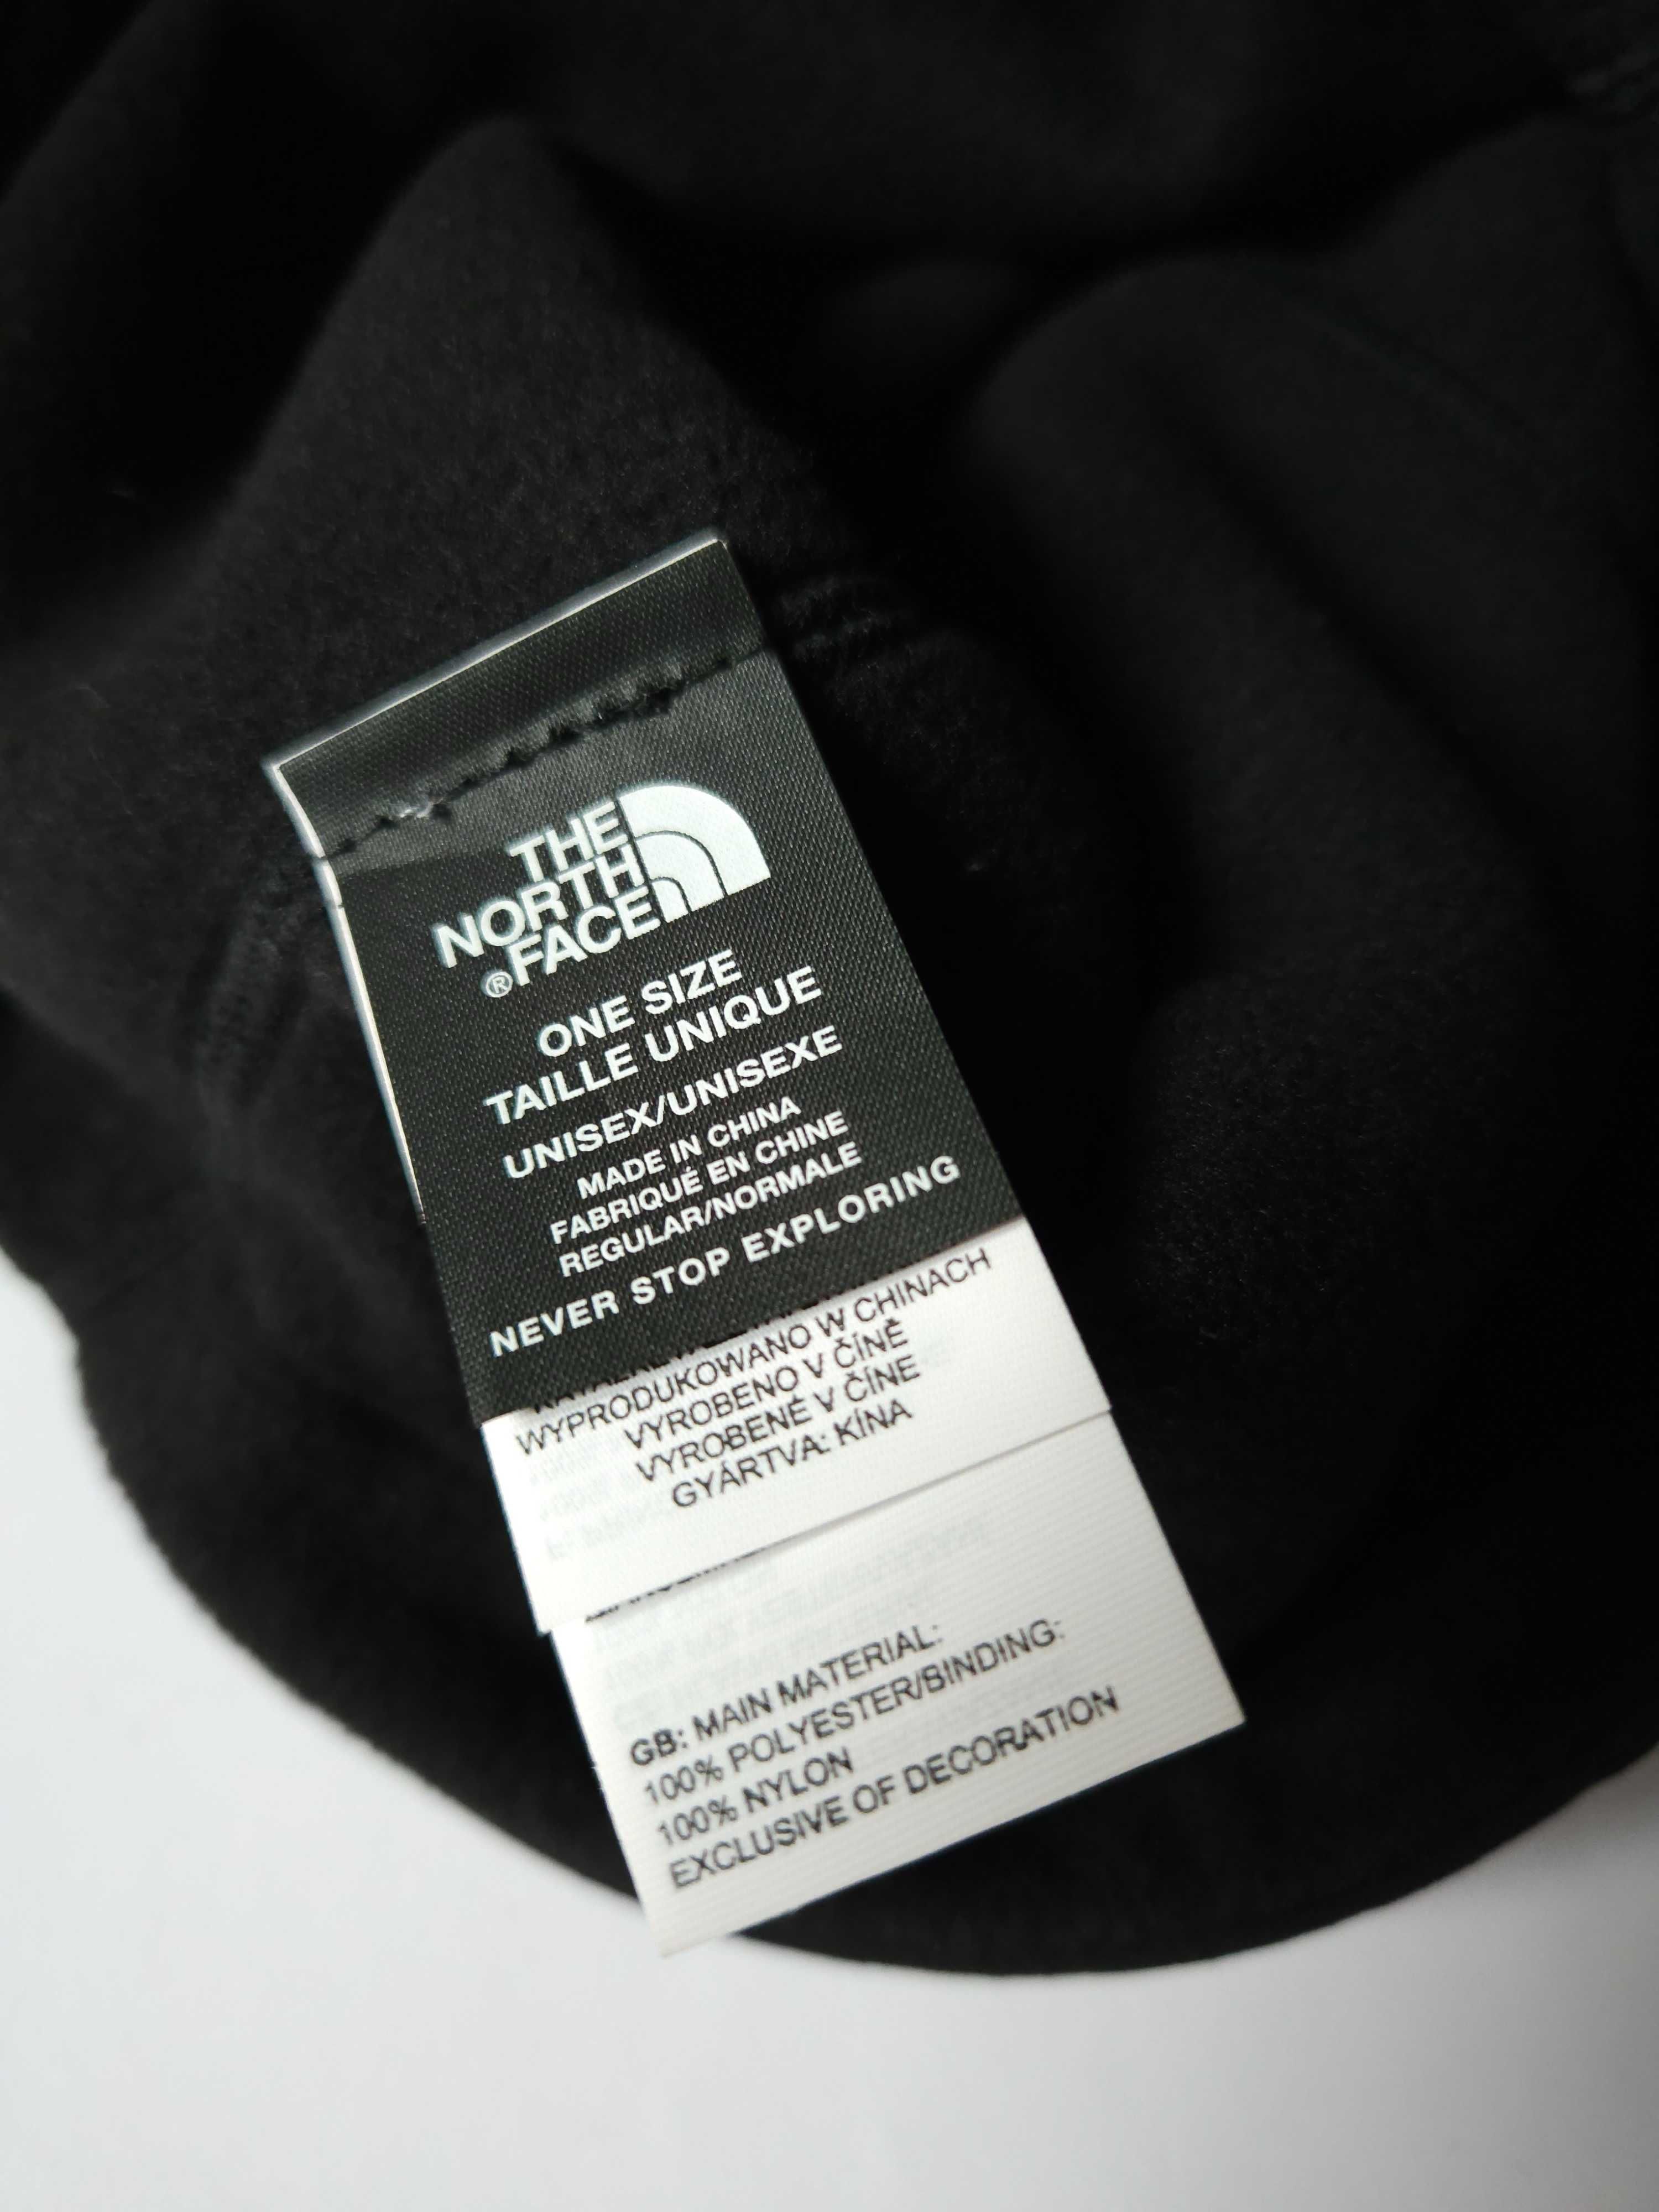 THE
NORTH
FACE
®
ONE SIZE
TAILLE UNIQUE
UNISEX/UNISEXE
MADE IN CHINA
FABRIQUÉ EN CHINE
REGULAR/NORMALE
NEVER STOP EXPLORING
WYPRODUKOWANO W CHINACH
VYROBENO V ČÍNĚ
VYROBENÉ V ČÍNE
GYÁRTVA: KÍNA
GB: MAIN MATERIAL:
100% POLYESTER/BINDING:
100% NYLON
EXCLUSIVE OF DECORATION